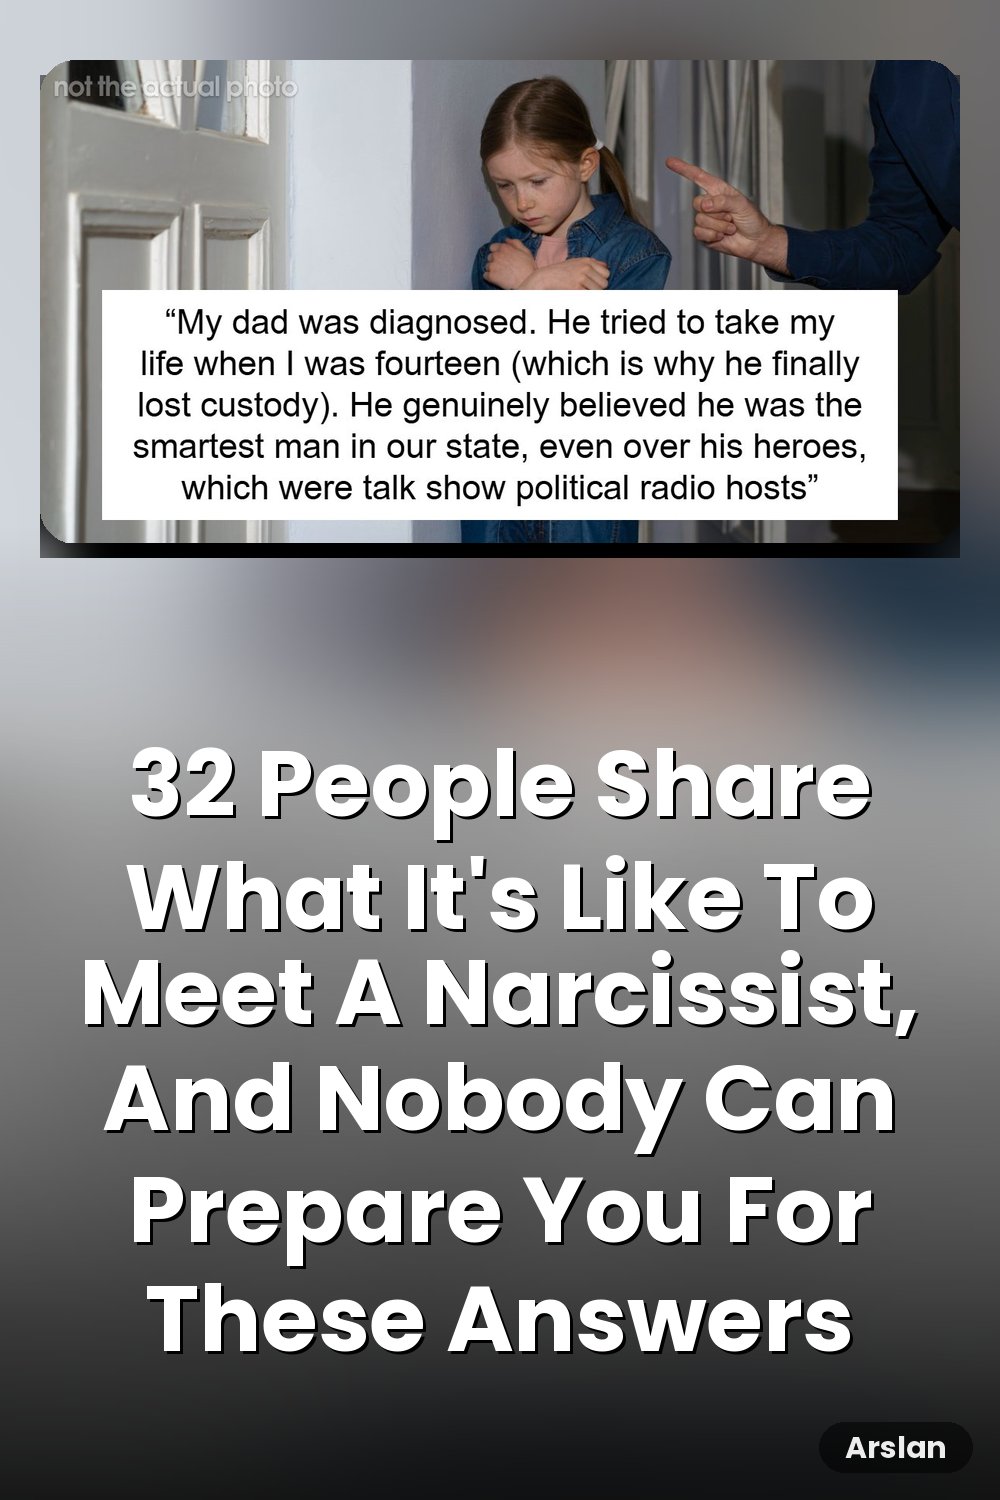 not the actual photo
“My dad was diagnosed. He tried to take my
life when I was fourteen (which is why he finally
lost custody). He genuinely believed he was the
smartest man in our state, even over his heroes,
which were talk show political radio hosts”
32 People Share
What It's Like To
Meet A Narcissist,
And Nobody Can
Prepare You For
These Answers
Arslan